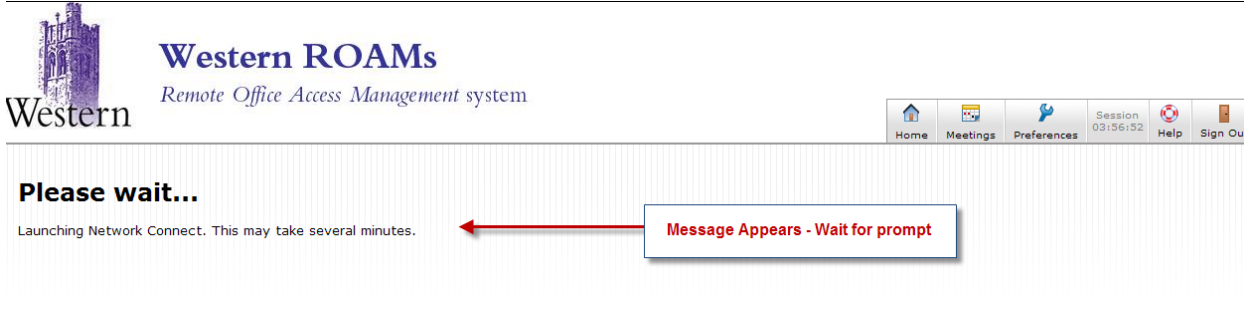 Western
Western ROAMs
Remote Office Access Management system
Home Meetings Preferences Session 03:56:52 Help Sign Ou
Please wait...
Launching Network Connect. This may take several minutes.
Message Appears - Wait for prompt